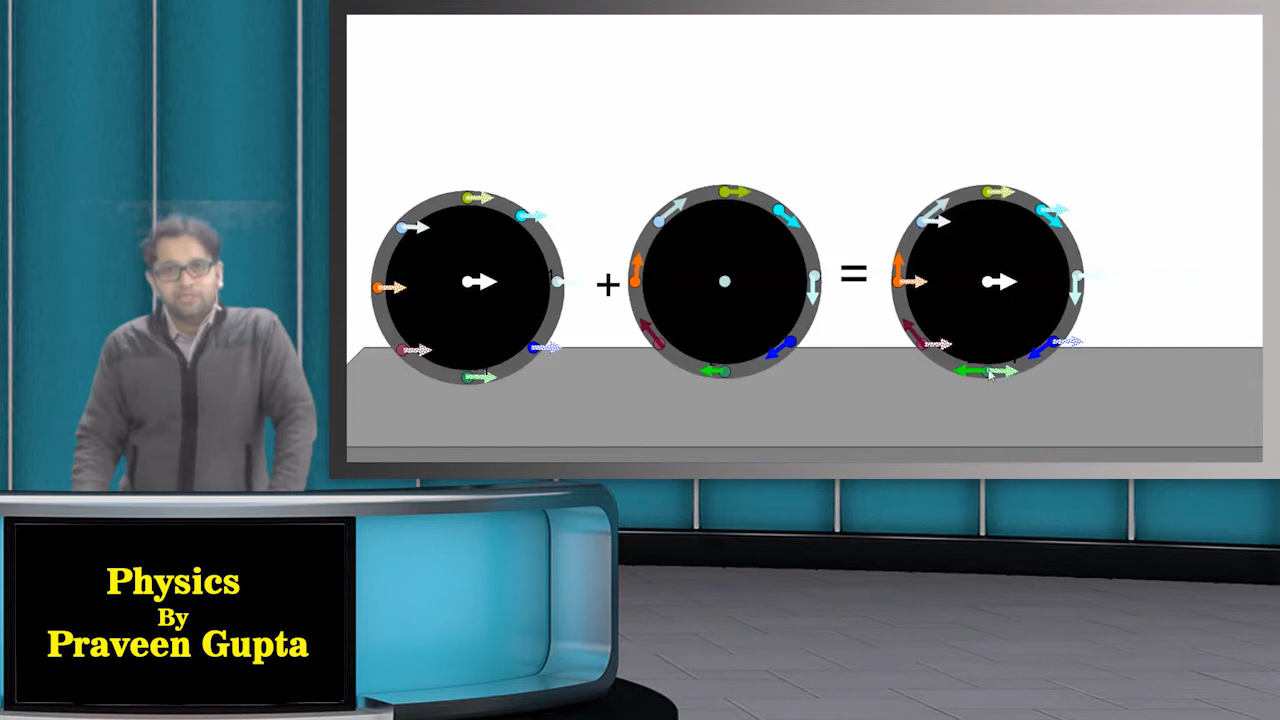 + =
Physics
By
Praveen Gupta